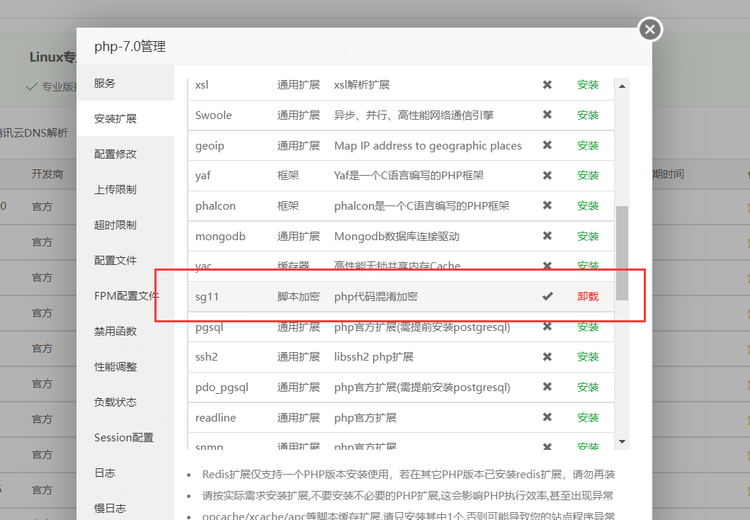 php-7.0管理
Linux专
专业版
讯云DNS解析
开发商
期时间
官方
官方
官方
官方
官方
官方
官方
官方
官方
服务
安装扩展
配置修改
上传限制
超时限制
配置文件
FPM配置文件
禁用函数
性能调整
负载状态
Session配置
日志
慢日志
xsl 通用扩展 xsl解析扩展 安装
Swoole 通用扩展 异步、并行、高性能网络通信引擎 安装
geoip 通用扩展 Map IP address to geographic places 安装
yaf 框架 Yaf是一个C语言编写的PHP框架 安装
phalcon 框架 phalcon是一个C语言编写的PHP框架 安装
mongodb 通用扩展 Mongodb数据库连接驱动 安装
yac 缓存器 高性能无锁共享内存Cache 安装
sg11 脚本加密 php代码混淆加密 卸载
pgsql 通用扩展 php官方扩展(需提前安装postgresql) 安装
ssh2 通用扩展 libssh2 php扩展 安装
pdo_pgsql 通用扩展 php官方扩展(需提前安装postgresql) 安装
readline 通用扩展 php官方扩展 安装
snmp 通用扩展 php官方扩展 安装
Redis扩展仅支持一个PHP版本安装使用，若在其它PHP版本已安装redis扩展，请勿再装
请按实际需求安装扩展,不要安装不必要的PHP扩展,这会影响PHP执行效率,甚至出现异常
opcache/xcache/apc等脚本缓存扩展,请只安装其中1个,否则可能导致您的站点程序异常